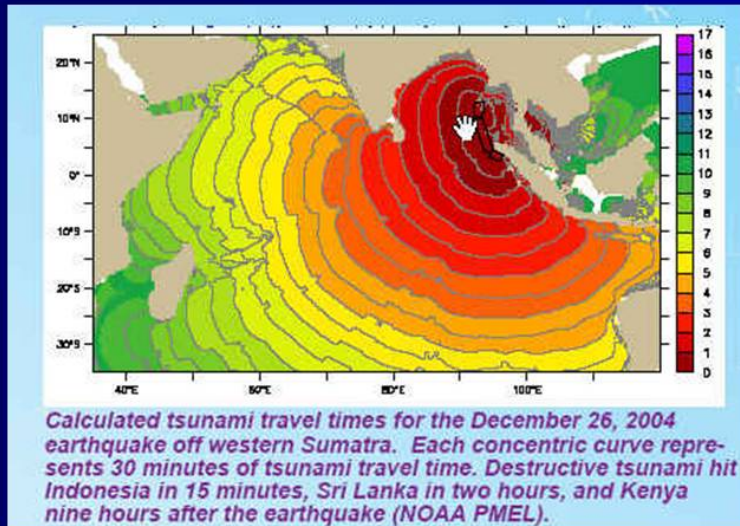 17
16
15
14
13
12
11
10
9
8
7
6
5
4
3
2
1
0
20°N
10°N
0°
10°S
20°S
30°S
40°E
60°E
80°E
100°E
Calculated tsunami travel times for the December 26, 2004
earthquake off western Sumatra. Each concentric curve repre-
sents 30 minutes of tsunami travel time. Destructive tsunami hit
Indonesia in 15 minutes, Sri Lanka in two hours, and Kenya
nine hours after the earthquake (NOAA PMEL).